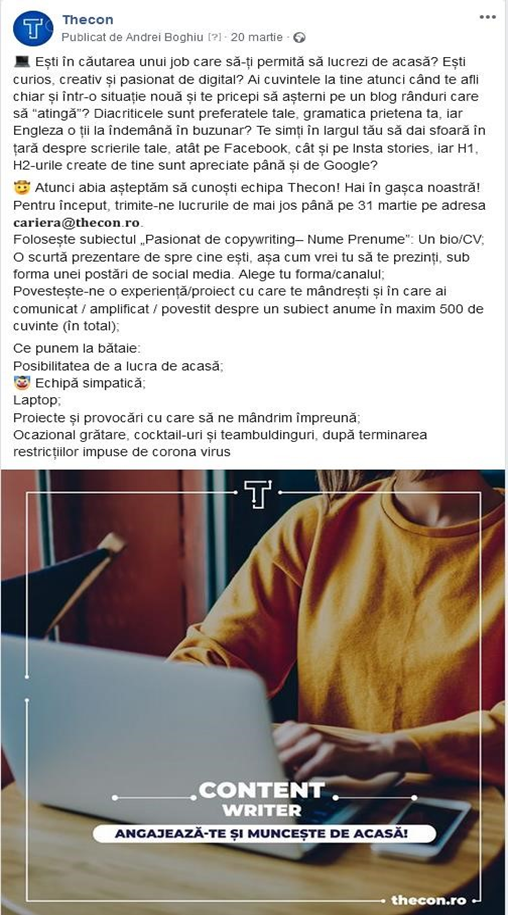 Thecon
Publicat de Andrei Boghiu [?] · 20 martie ·
💻 Ești în căutarea unui job care să-ți permită să lucrezi de acasă? Ești
curios, creativ și pasionat de digital? Ai cuvintele la tine atunci când te afli
chiar și într-o situație nouă și te pricepi să așterni pe un blog rânduri care
să “atingă”? Diacriticele sunt preferatele tale, gramatica prietena ta, iar
Engleza o ții la îndemână în buzunar? Te simți în largul tău să dai sfoară în
țară despre scrierile tale, atât pe Facebook, cât și pe Insta stories, iar H1,
H2-urile create de tine sunt apreciate până și de Google?
🤠 Atunci abia așteptăm să cunoști echipa Thecon! Hai în gașca noastră!
Pentru început, trimite-ne lucrurile de mai jos până pe 31 martie pe adresa
cariera@thecon.ro.
Folosește subiectul „Pasionat de copywriting– Nume Prenume”: Un bio/CV;
O scurtă prezentare de spre cine ești, așa cum vrei tu să te prezinți, sub
forma unei postări de social media. Alege tu forma/canalul;
Povestește-ne o experiență/proiect cu care te mândrești și în care ai
comunicat / amplificat / povestit despre un subiect anume în maxim 500 de
cuvinte (în total);
Ce punem la bătaie:
Posibilitatea de a lucra de acasă;
🤡 Echipă simpatică;
Laptop;
Proiecte și provocări cu care să ne mândrim împreună;
Ocazional grătare, cocktail-uri și teambuildinguri, după terminarea
restricțiilor impuse de corona virus
CONTENT
WRITER
ANGAJEAZĂ-TE ȘI MUNCEȘTE DE ACASĂ!
thecon.ro